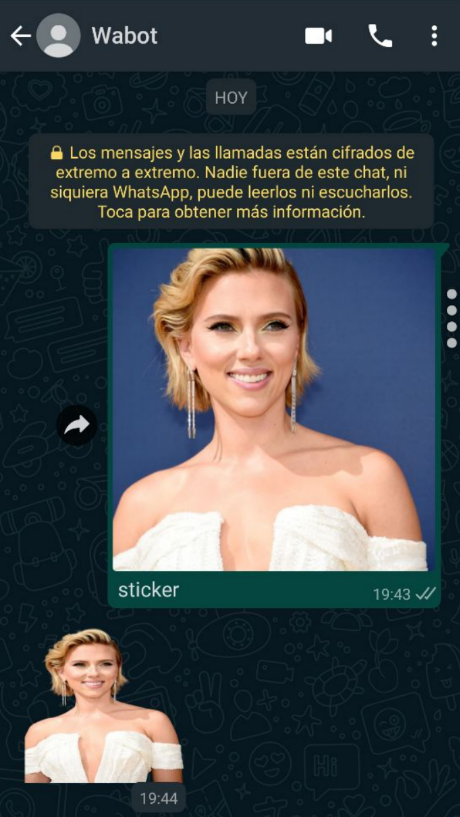 Wabot
HOY
Los mensajes y las llamadas están cifrados de
extremo a extremo. Nadie fuera de este chat, ni
siquiera WhatsApp, puede leerlos ni escucharlos.
Toca para obtener más información.
sticker
19:43
Hi
19:44